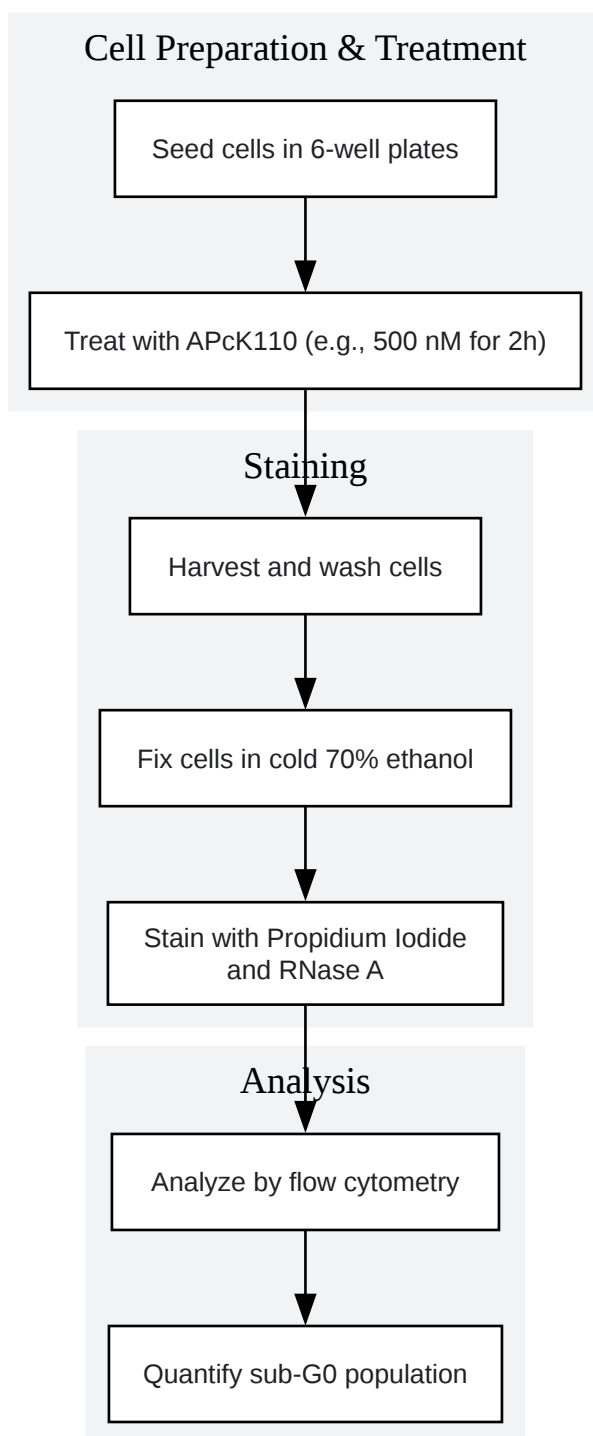 Cell Preparation & Treatment
Seed cells in 6-well plates
Treat with APcK110 (e.g., 500 nM for 2h)
Staining
Harvest and wash cells
Fix cells in cold 70% ethanol
Stain with Propidium Iodide
and RNase A
Analysis
Analyze by flow cytometry
Quantify sub-G0 population